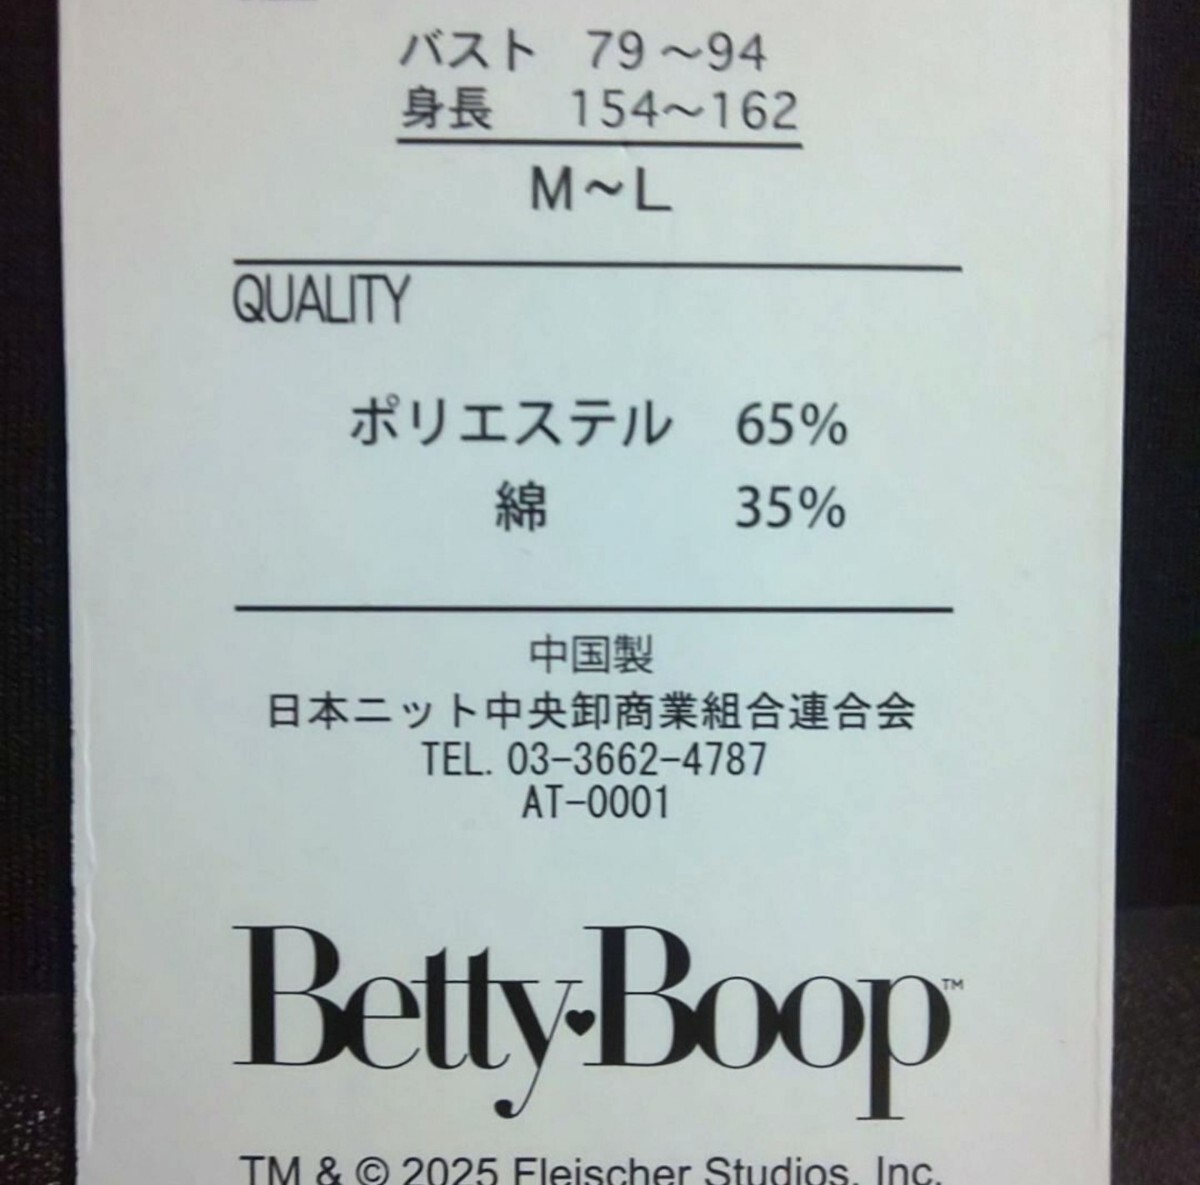 バスト 79～94
身長 154～162
M～L
QUALITY
ポリエステル 65%
綿 35%
中国製
日本ニット中央卸商業組合連合会
TEL. 03-3662-4787
AT-0001
Betty♥Boop™
TM & © 2025 Fleischer Studios, Inc.